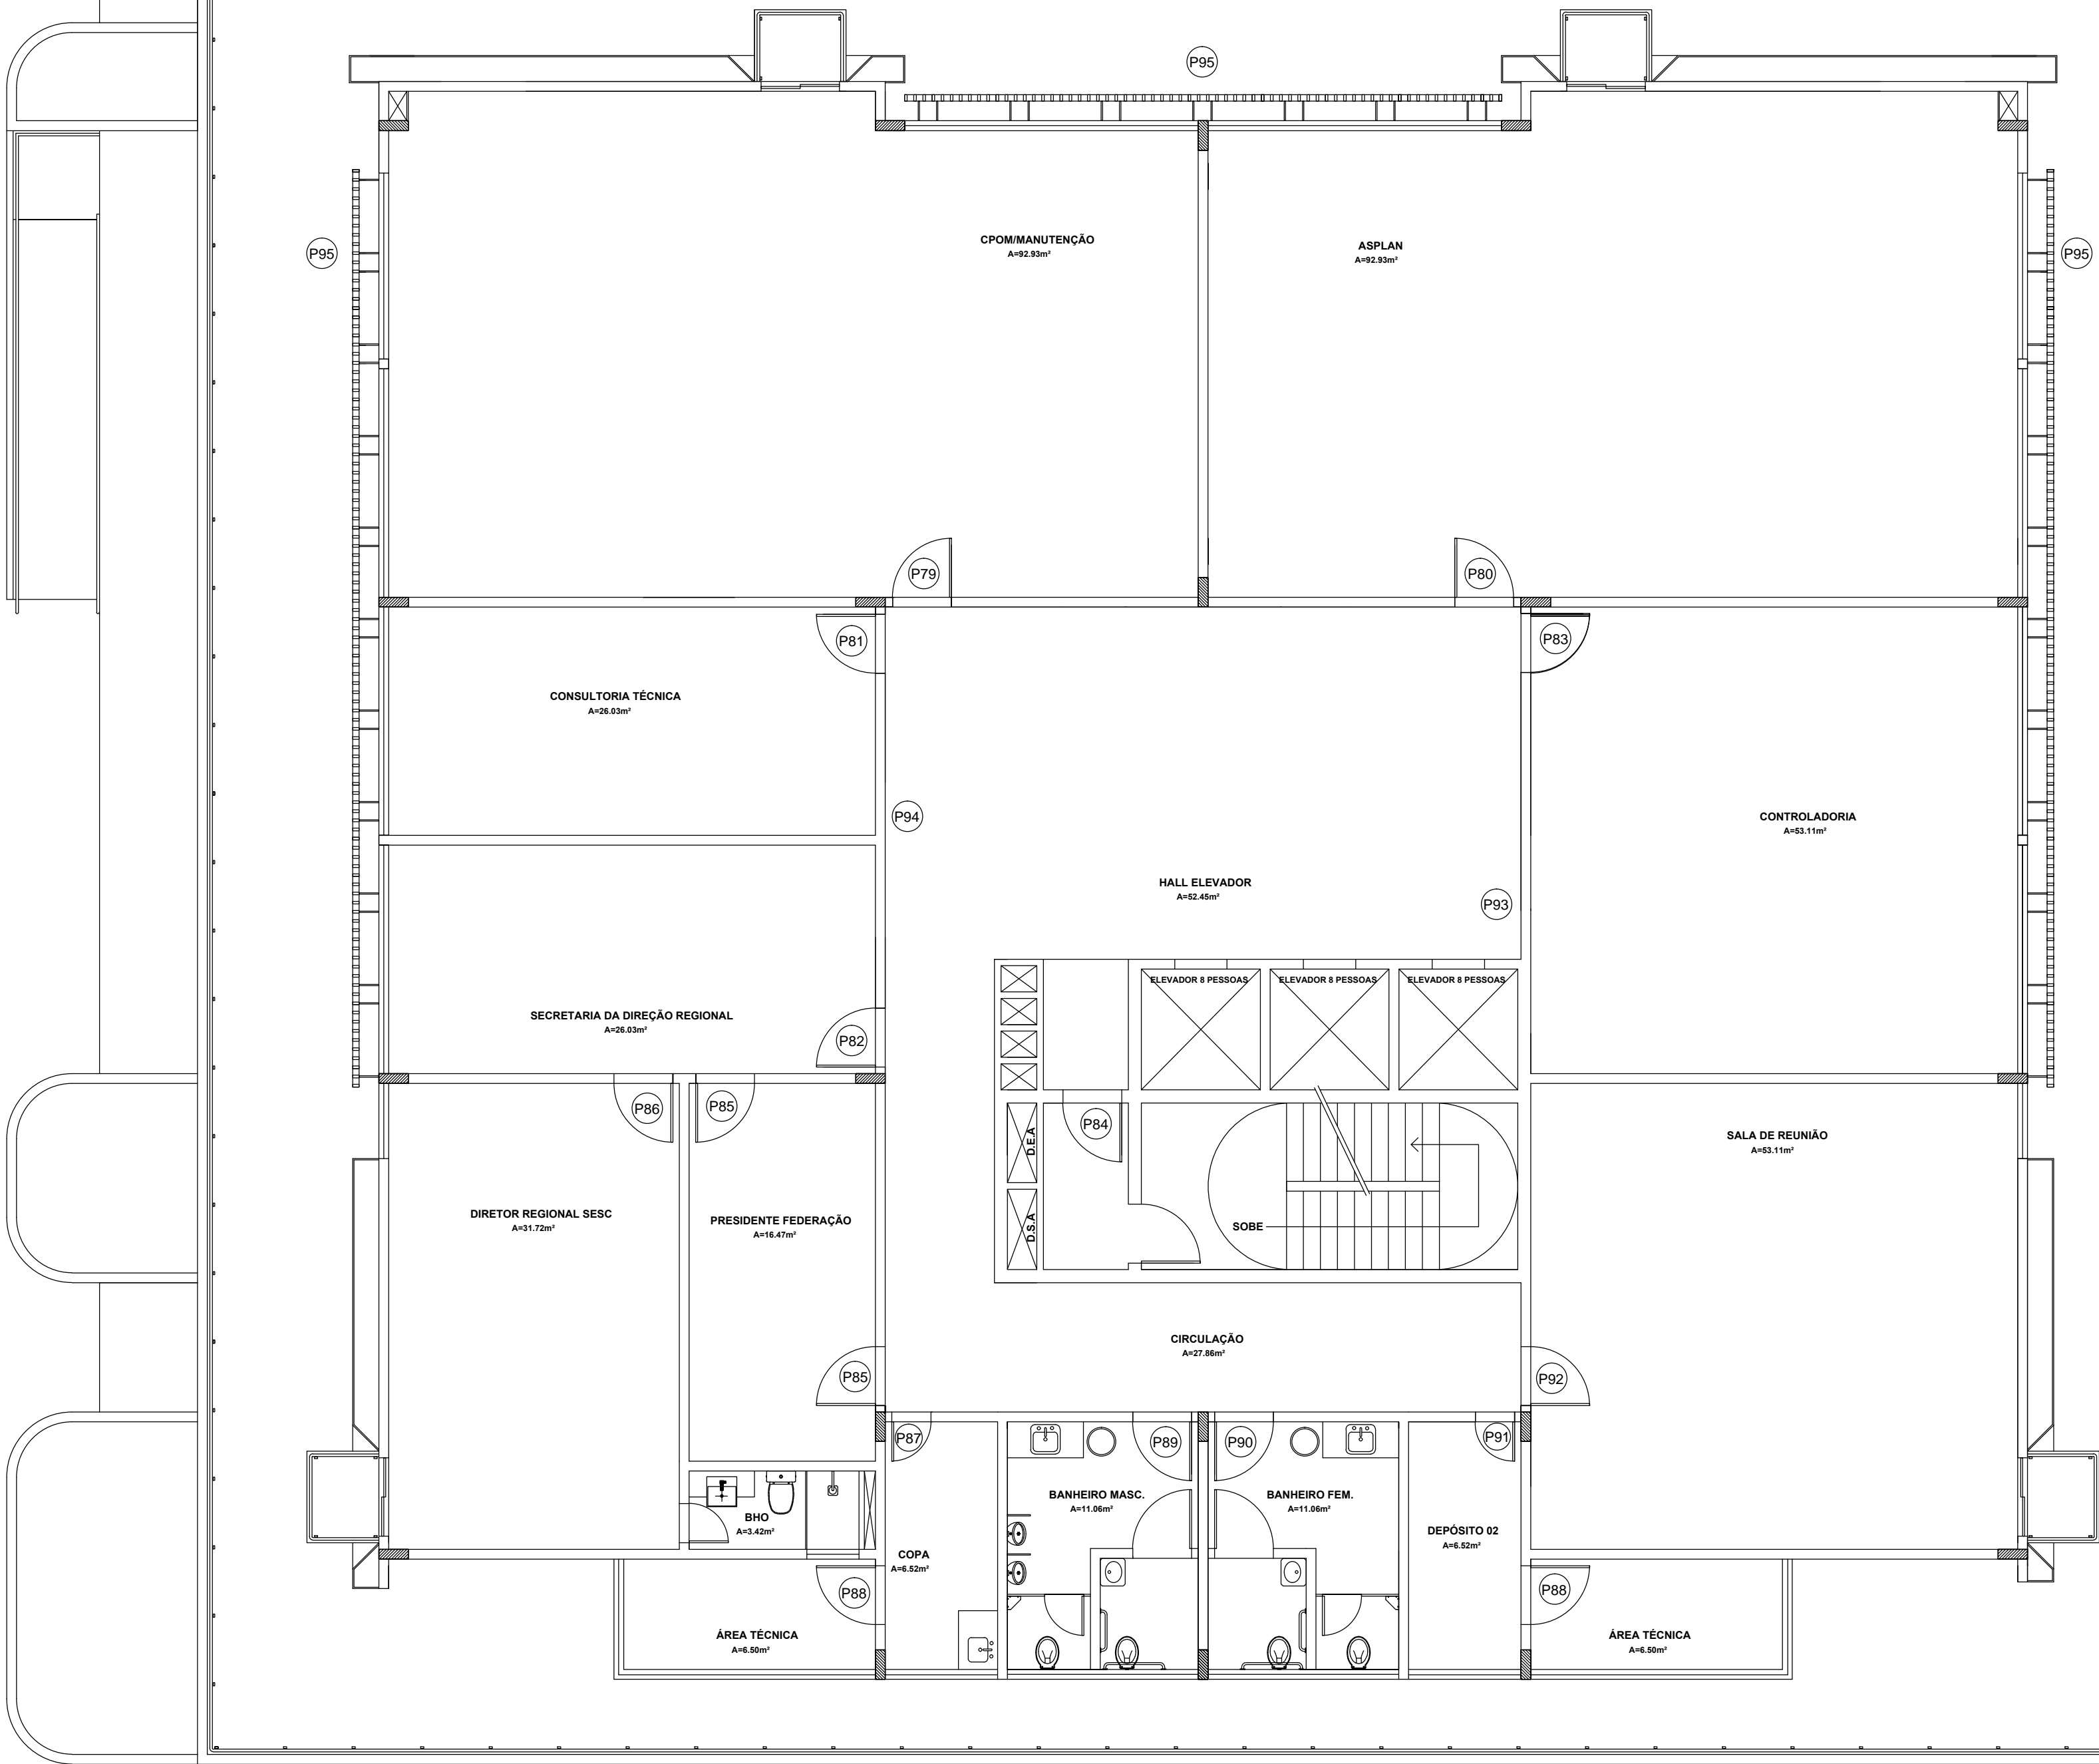 P95
CPOM/MANUTENÇÃO
A=92.93m²
ASPLAN
A=92.93m²
P95
P95
P79
P80
P81
P83
CONSULTORIA TÉCNICA
A=26.03m²
P94
CONTROLADORIA
A=53.11m²
HALL ELEVADOR
A=52.45m²
P93
ELEVADOR 8 PESSOAS
ELEVADOR 8 PESSOAS
ELEVADOR 8 PESSOAS
SECRETARIA DA DIREÇÃO REGIONAL
A=26.03m²
P82
P86
P85
P84
D.E.A
SALA DE REUNIÃO
A=53.11m²
DIRETOR REGIONAL SESC
A=31.72m²
PRESIDENTE FEDERAÇÃO
A=16.47m²
D.S.A
SOBE
CIRCULAÇÃO
A=27.86m²
P85
P92
P87
P89
P90
P91
BANHEIRO MASC.
A=11.06m²
BANHEIRO FEM.
A=11.06m²
BHO
A=3.42m²
DEPÓSITO 02
A=6.52m²
COPA
A=6.52m²
P88
P88
ÁREA TÉCNICA
A=6.50m²
ÁREA TÉCNICA
A=6.50m²